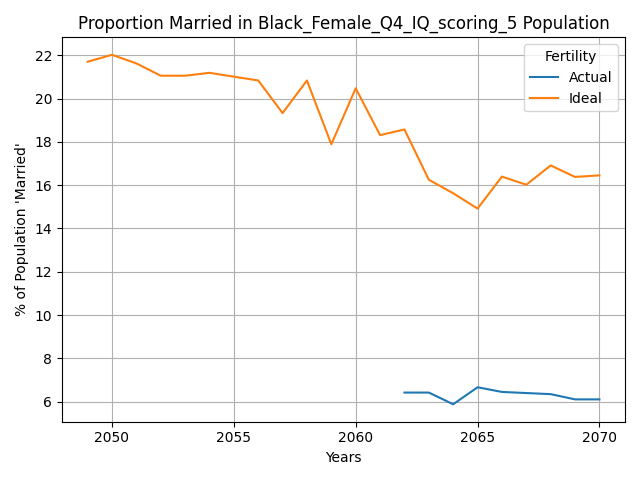 Proportion Married in Black_Female_Q4_IQ_scoring_5 Population
% of Population 'Married'
22
20
18
16
14
12
10
8
6
Fertility
Actual
Ideal
2050 2055 2060 2065 2070
Years